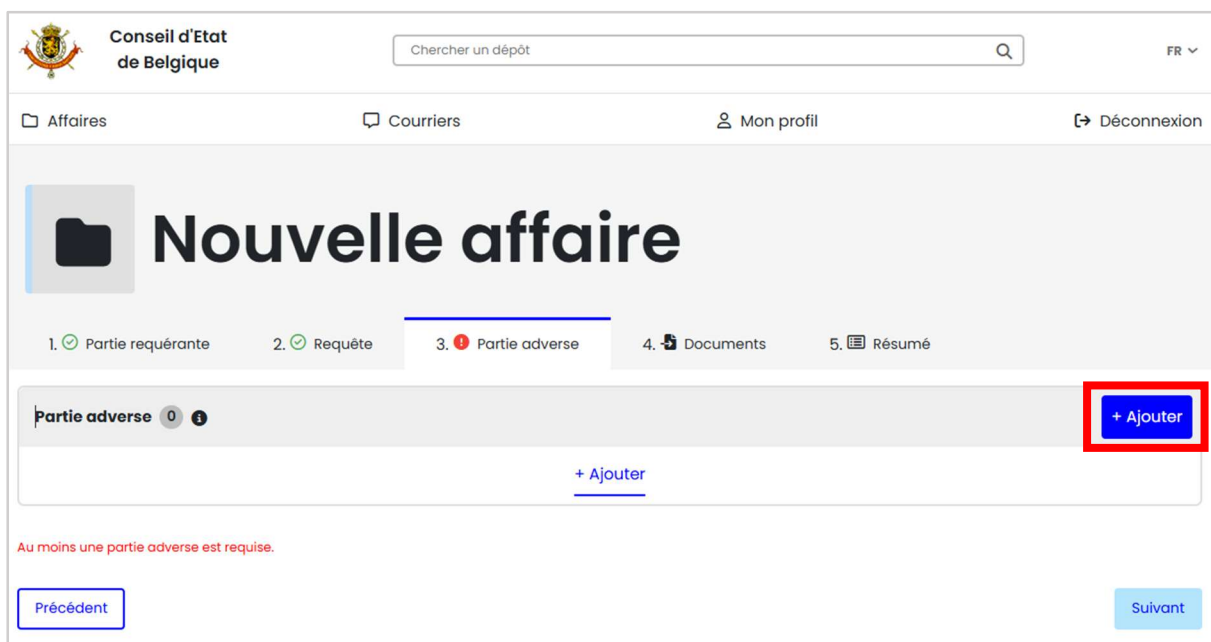 Conseil d'Etat
de Belgique
Chercher un dépôt
FR
Affaires
Courriers
Mon profil
Déconnexion
Nouvelle affaire
1. Partie requérante
2. Requête
3. Partie adverse
4. Documents
5. Résumé
Partie adverse 0
+ Ajouter
+ Ajouter
Au moins une partie adverse est requise.
Précédent
Suivant